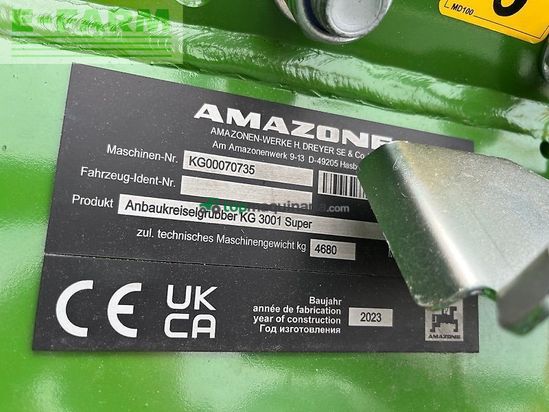 E-FARM
MD100
AMAZONE
AMAZONEN-WERKE H. DREYER SE & Co
Am Amazonenwerk 9-13 D-49205
Maschinen-Nr. KG00070735
Fahrzeug-Ident-Nr.
Produkt Anbaukreiselgrubber KG 3001 Super
topmaquinaria.com
zul. technisches Maschinengewicht kg 4680
CE UK CA
Baujahr
année de fabrication
year of construction 2023
Год изготовления
AMAZONE